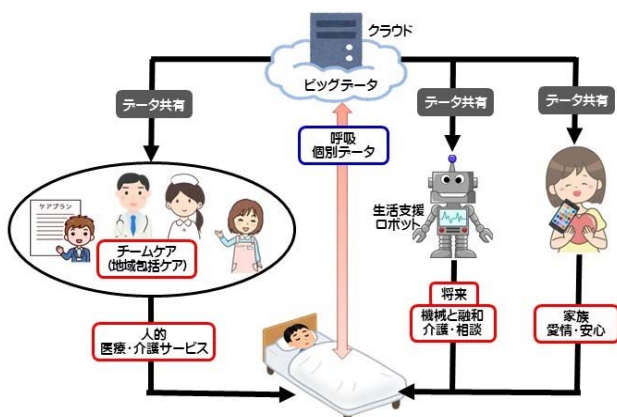 クラウド
ビッグデータ
データ共有
データ共有
データ共有
呼吸
個別データ
ケアプラン
チームケア
(地域包括ケア)
生活支援
ロボット
人的
医療・介護サービス
将来
機械と融和
介護・相談
家族
愛情・安心